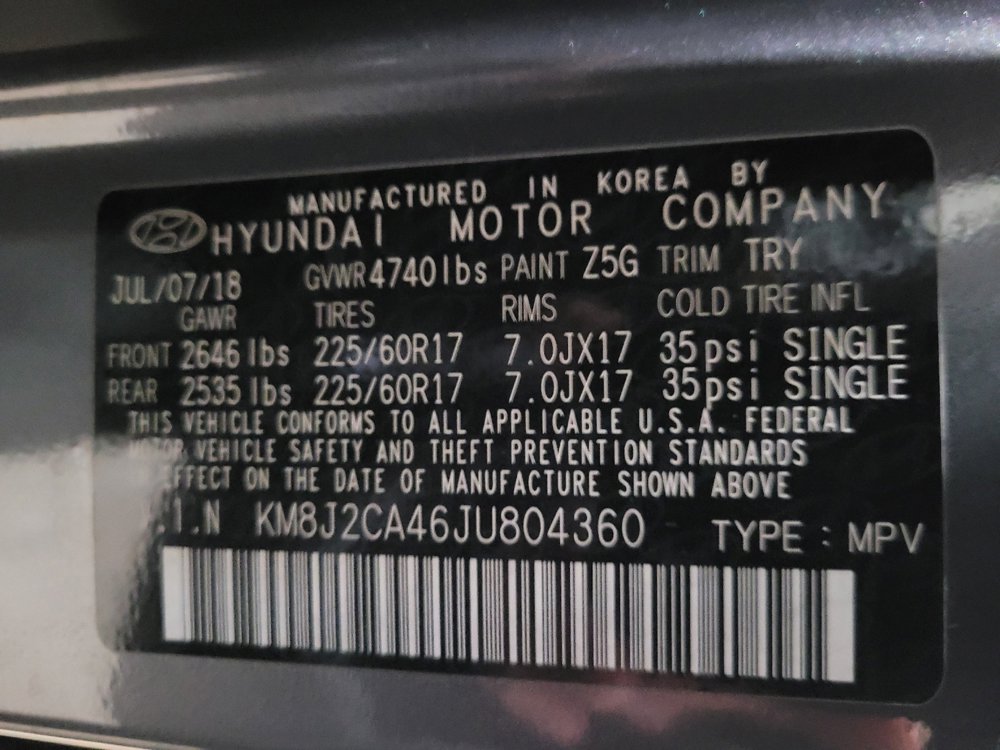 MANUFACTURED IN KOREA BY
HYUNDAI MOTOR COMPANY
JUL/07/18 GVWR 4740lbs PAINT Z5G TRIM TRY
GAWR TIRES RIMS COLD TIRE INFL
FRONT 2646 lbs 225/60R17 7.0JX17 35psi SINGLE
REAR 2535 lbs 225/60R17 7.0JX17 35psi SINGLE
THIS VEHICLE CONFORMS TO ALL APPLICABLE U.S.A. FEDERAL
MOTOR VEHICLE SAFETY AND THEFT PREVENTION STANDARDS
EFFECT ON THE DATE OF MANUFACTURE SHOWN ABOVE
V.I.N KM8J2CA46JU804360 TYPE : MPV